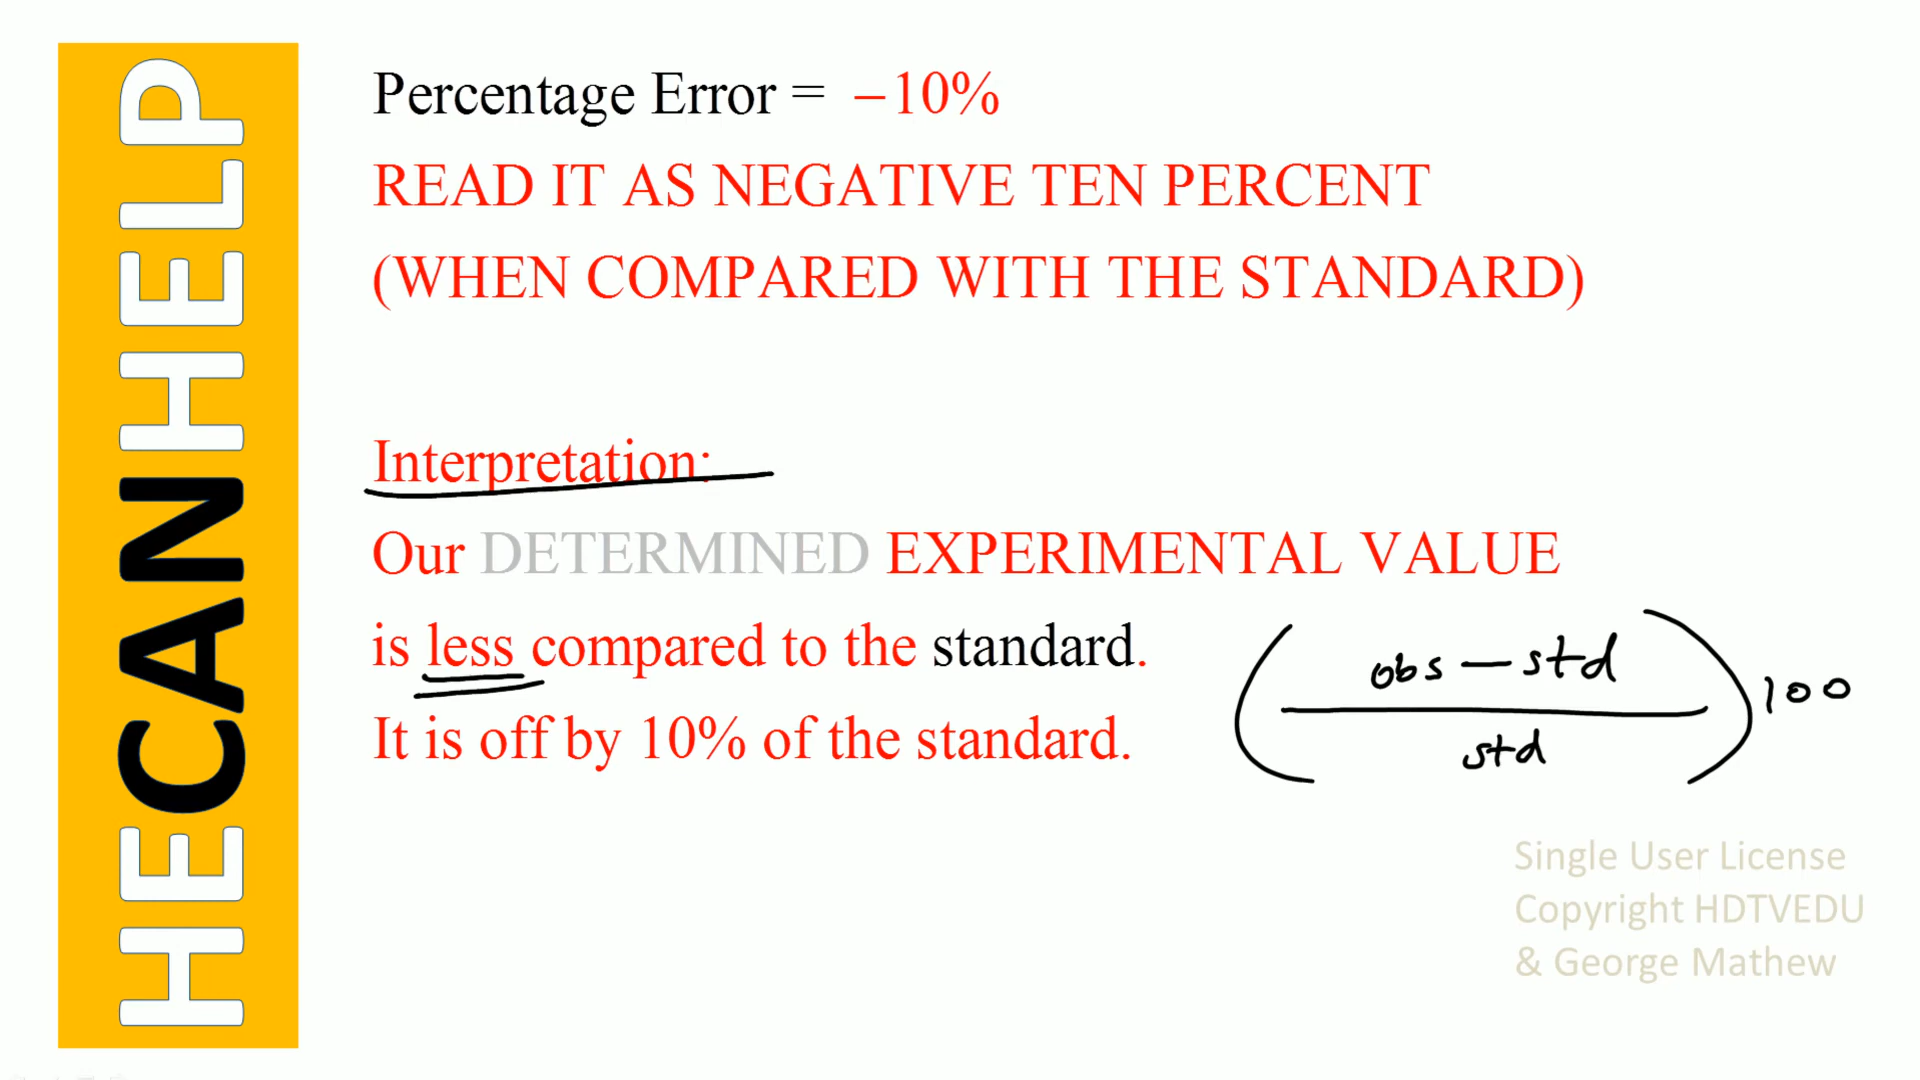 HECANHELP
Percentage Error = −10%
READ IT AS NEGATIVE TEN PERCENT
(WHEN COMPARED WITH THE STANDARD)
Interpretation:
Our DETERMINED EXPERIMENTAL VALUE
is less compared to the standard.
It is off by 10% of the standard.
(obs — std
std) 100
Single User License
Copyright HDTVEDU
& George Mathew